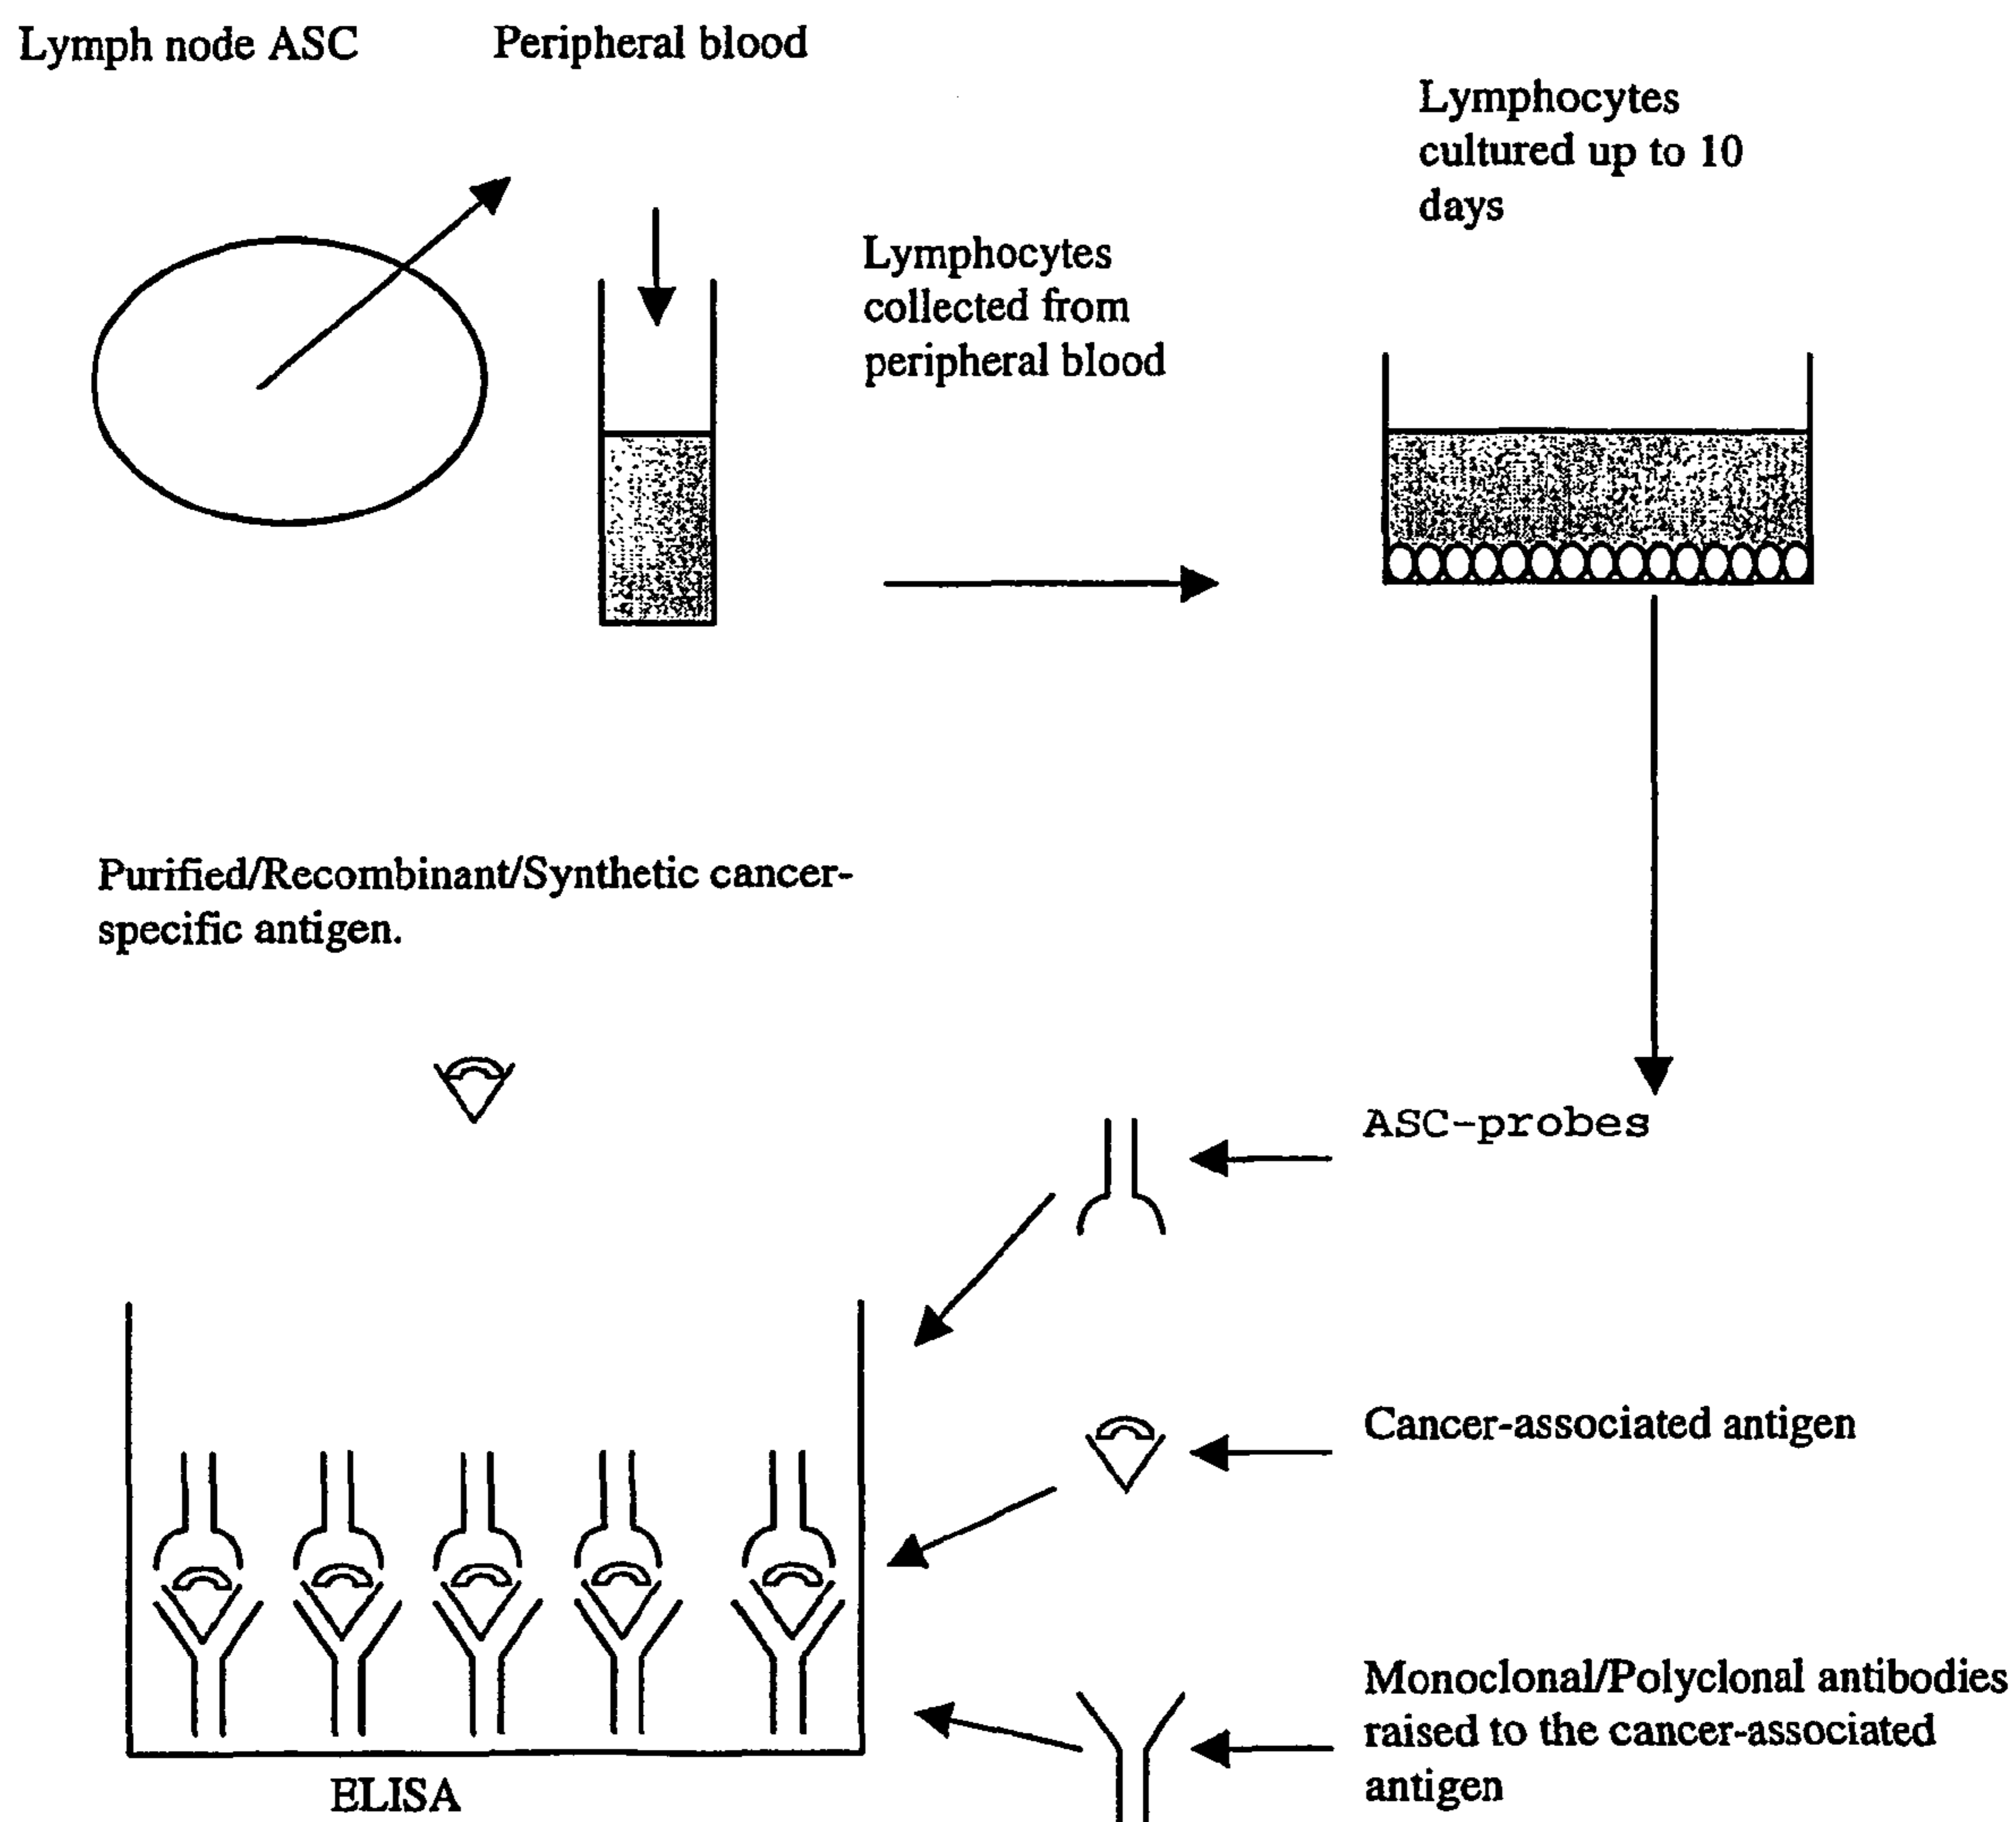 Lymph node ASC
Peripheral blood
Lymphocytes
cultured up to 10
days
Lymphocytes
collected from
peripheral blood
Purified/Recombinant/Synthetic cancer-
specific antigen.
ASC-probes
Cancer-associated antigen
Monoclonal/Polyclonal antibodies
raised to the cancer-associated
antigen
ELISA